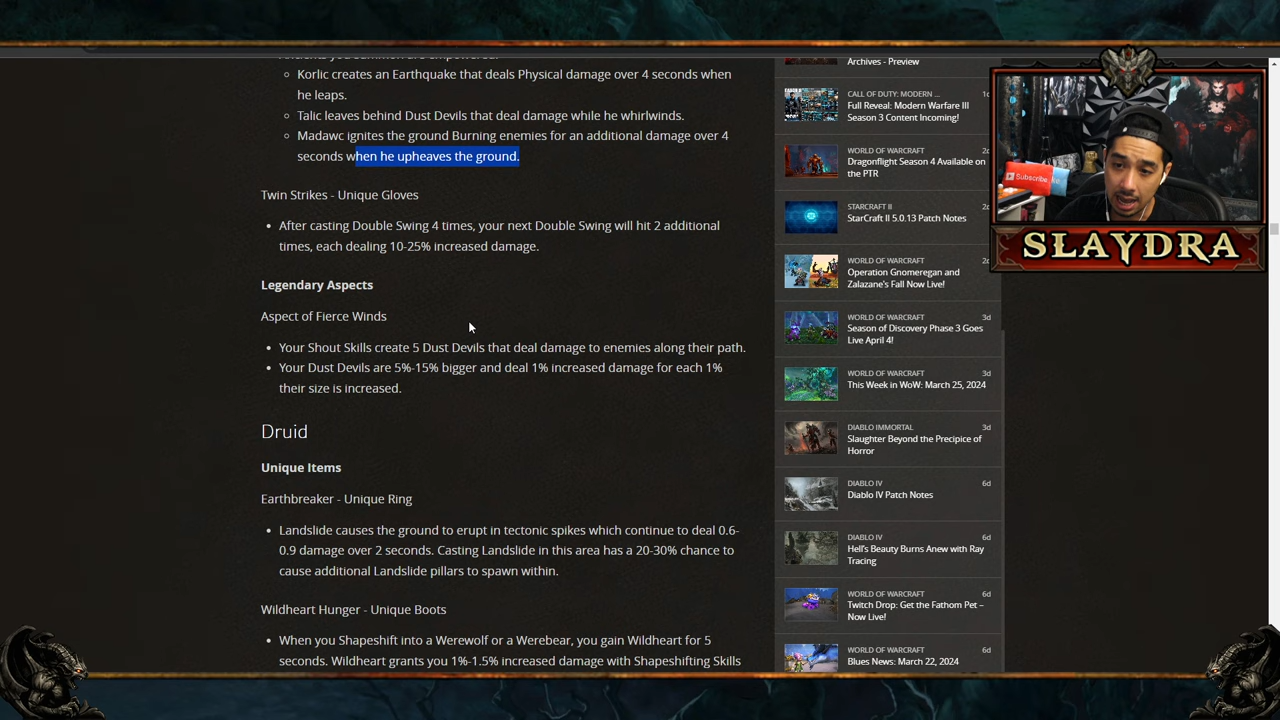 Korlic creates an Earthquake that deals Physical damage over 4 seconds when
he leaps.
Talic leaves behind Dust Devils that deal damage while he whirlwinds.
Madawc ignites the ground Burning enemies for an additional damage over 4
seconds when he upheaves the ground.
Twin Strikes - Unique Gloves
After casting Double Swing 4 times, your next Double Swing will hit 2 additional
times, each dealing 10-25% increased damage.
Legendary Aspects
Aspect of Fierce Winds
Your Shout Skills create 5 Dust Devils that deal damage to enemies along their path.
Your Dust Devils are 5%-15% bigger and deal 1% increased damage for each 1%
their size is increased.
Druid
Unique Items
Earthbreaker - Unique Ring
Landslide causes the ground to erupt in tectonic spikes which continue to deal 0.6-
0.9 damage over 2 seconds. Casting Landslide in this area has a 20-30% chance to
cause additional Landslide pillars to spawn within.
Wildheart Hunger - Unique Boots
When you Shapeshift into a Werewolf or a Werebear, you gain Wildheart for 5
seconds. Wildheart grants you 1%-1.5% increased damage with Shapeshifting Skills
Archives - Preview
CALL OF DUTY: MODERN ...
Full Reveal: Modern Warfare III
Season 3 Content Incoming!
WORLD OF WARCRAFT
Dragonflight Season 4 Available on
the PTR
STARCRAFT II
StarCraft II 5.0.13 Patch Notes
WORLD OF WARCRAFT
Operation Gnomeregan and
Zalazane's Fall Now Live!
WORLD OF WARCRAFT 3d
Season of Discovery Phase 3 Goes
Live April 4!
WORLD OF WARCRAFT 3d
This Week in WoW: March 25, 2024
DIABLO IMMORTAL 3d
Slaughter Beyond the Precipice of
Horror
DIABLO IV 6d
Diablo IV Patch Notes
DIABLO IV 6d
Hell's Beauty Burns Anew with Ray
Tracing
WORLD OF WARCRAFT 6d
Twitch Drop: Get the Fathom Pet –
Now Live!
WORLD OF WARCRAFT 6d
Blues News: March 22, 2024
Subscribe
SLAYDRA